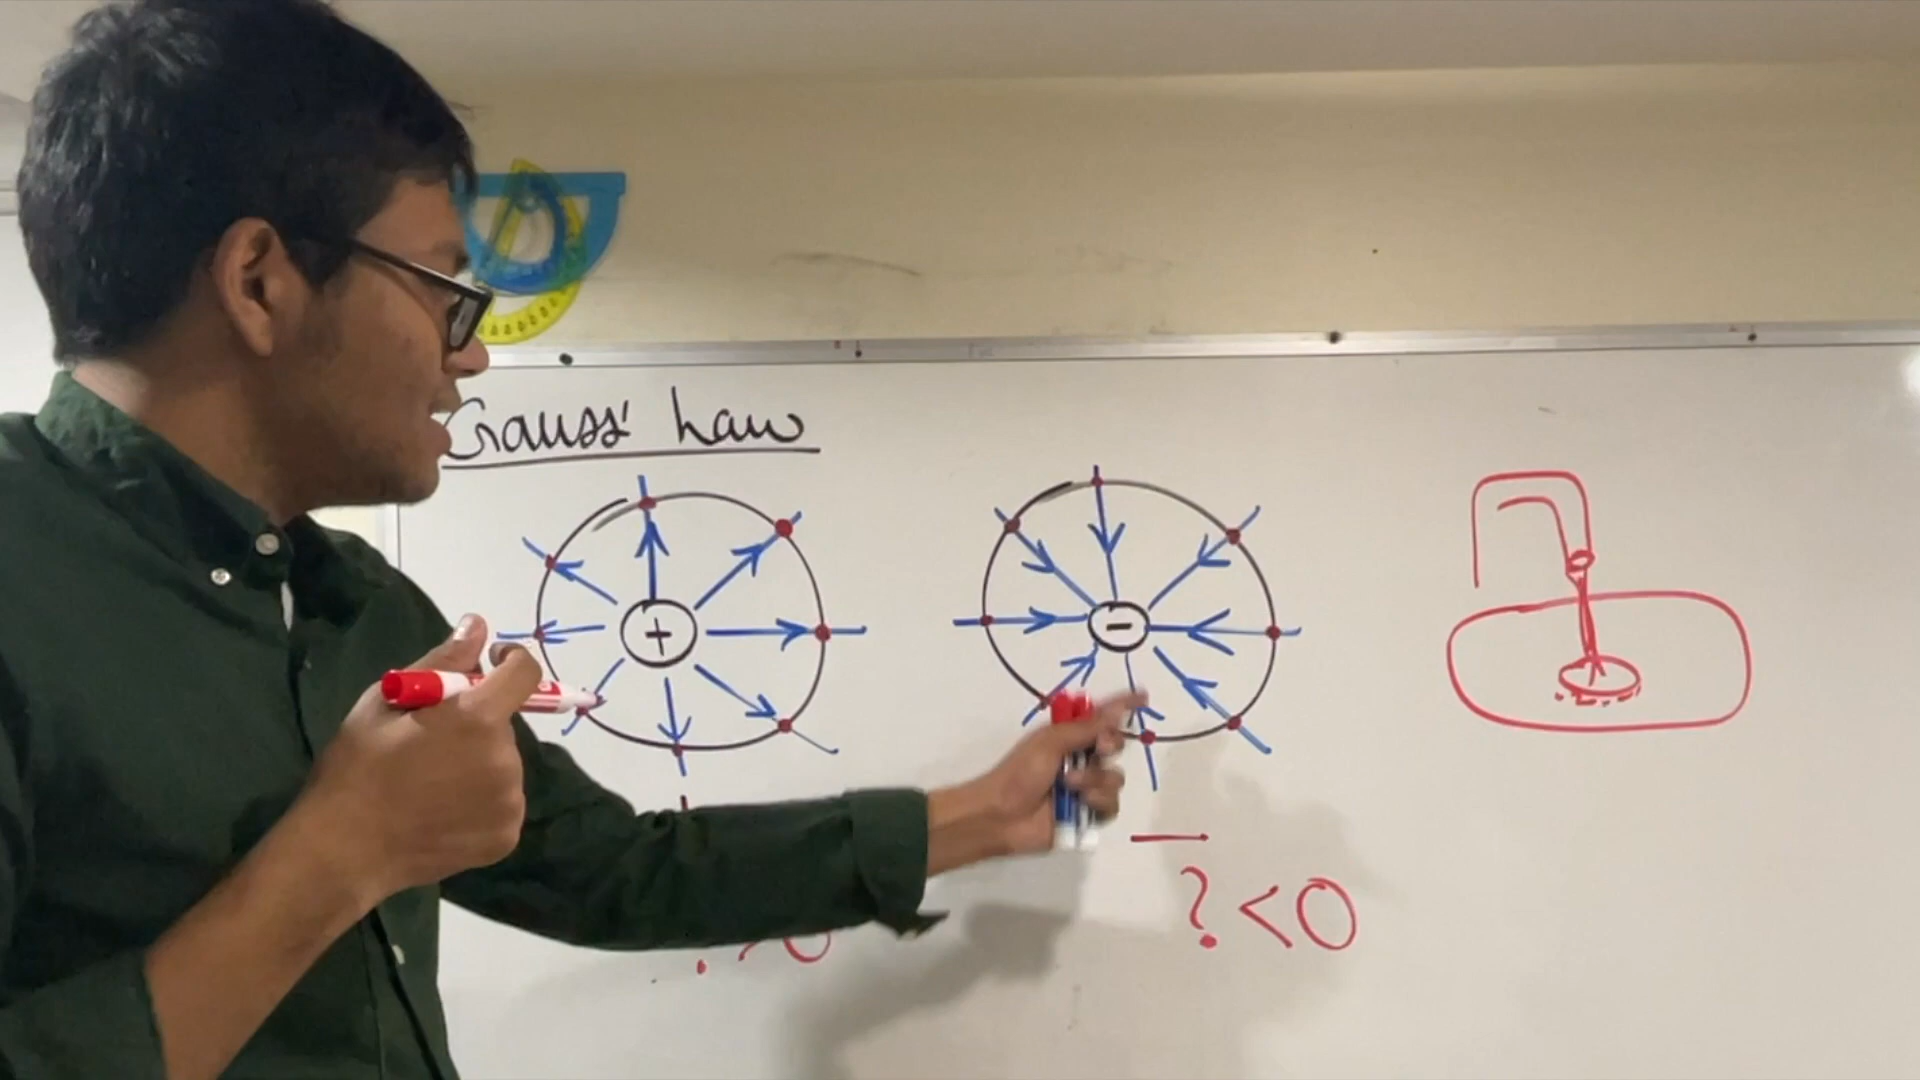 Gauss' Law
+
-
—
? < 0